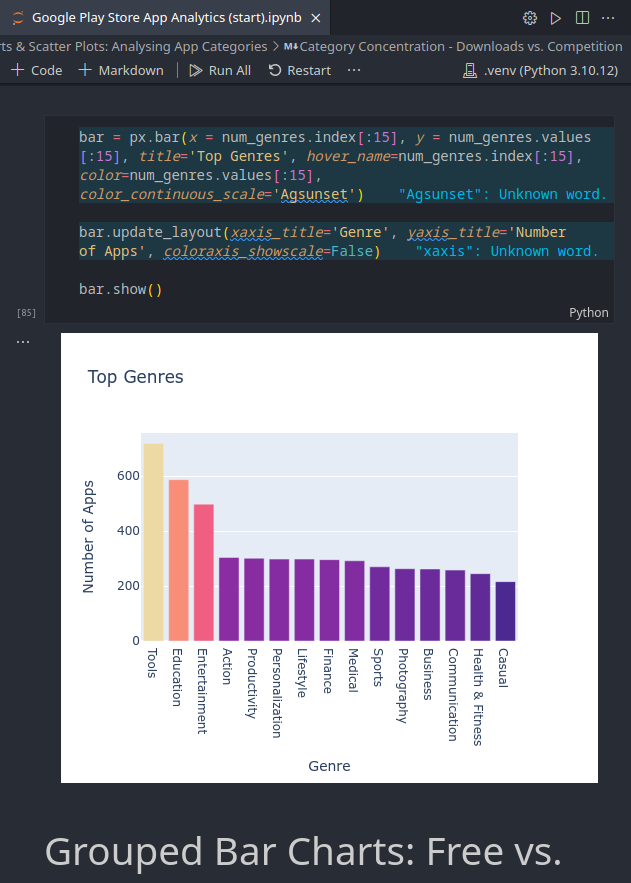 Google Play Store App Analytics (start).ipynb
ts & Scatter Plots: Analysing App Categories > M↓Category Concentration - Downloads vs. Competition
+ Code + Markdown Run All Restart ... .venv (Python 3.10.12)
bar = px.bar(x = num_genres.index[:15], y = num_genres.values
[:15], title='Top Genres', hover_name=num_genres.index[:15],
color=num_genres.values[:15],
color_continuous_scale='Agsunset') "Agsunset": Unknown word.
bar.update_layout(xaxis_title='Genre', yaxis_title='Number
of Apps', coloraxis_showscale=False) "xaxis": Unknown word.
bar.show()
[85]
Python
...
Top Genres
Number of Apps
600
400
200
0
Tools
Education
Entertainment
Action
Productivity
Personalization
Lifestyle
Finance
Medical
Sports
Photography
Business
Communication
Health & Fitness
Casual
Genre
Grouped Bar Charts: Free vs.